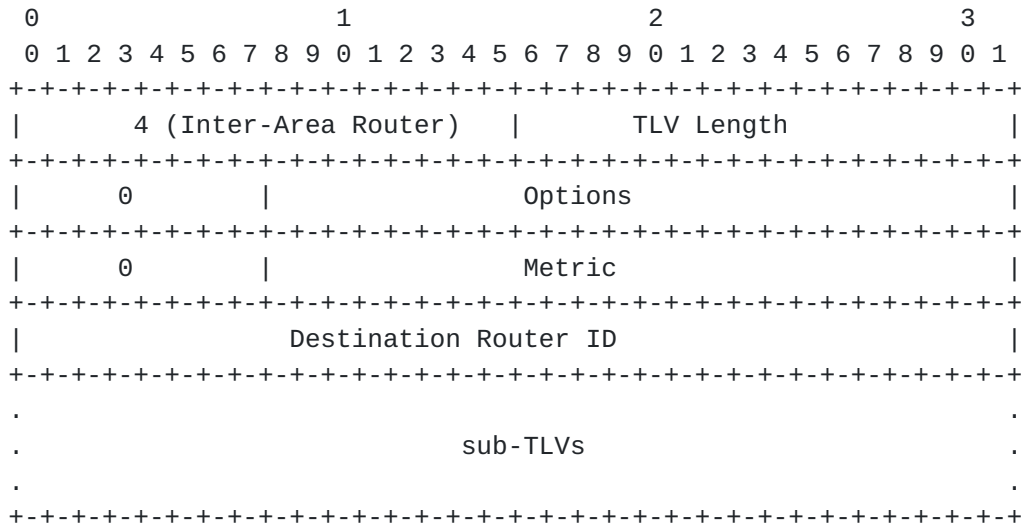 0                   1                   2                   3
 0 1 2 3 4 5 6 7 8 9 0 1 2 3 4 5 6 7 8 9 0 1 2 3 4 5 6 7 8 9 0 1
+-+-+-+-+-+-+-+-+-+-+-+-+-+-+-+-+-+-+-+-+-+-+-+-+-+-+-+-+-+-+-+-+
|       4 (Inter-Area Router)   |       TLV Length              |
+-+-+-+-+-+-+-+-+-+-+-+-+-+-+-+-+-+-+-+-+-+-+-+-+-+-+-+-+-+-+-+-+
|      0        |                Options                        |
+-+-+-+-+-+-+-+-+-+-+-+-+-+-+-+-+-+-+-+-+-+-+-+-+-+-+-+-+-+-+-+-+
|      0        |                Metric                         |
+-+-+-+-+-+-+-+-+-+-+-+-+-+-+-+-+-+-+-+-+-+-+-+-+-+-+-+-+-+-+-+-+
|                 Destination Router ID                         |
+-+-+-+-+-+-+-+-+-+-+-+-+-+-+-+-+-+-+-+-+-+-+-+-+-+-+-+-+-+-+-+-+
.                                                               .
.                            sub-TLVs                           .
.                                                               .
+-+-+-+-+-+-+-+-+-+-+-+-+-+-+-+-+-+-+-+-+-+-+-+-+-+-+-+-+-+-+-+-+